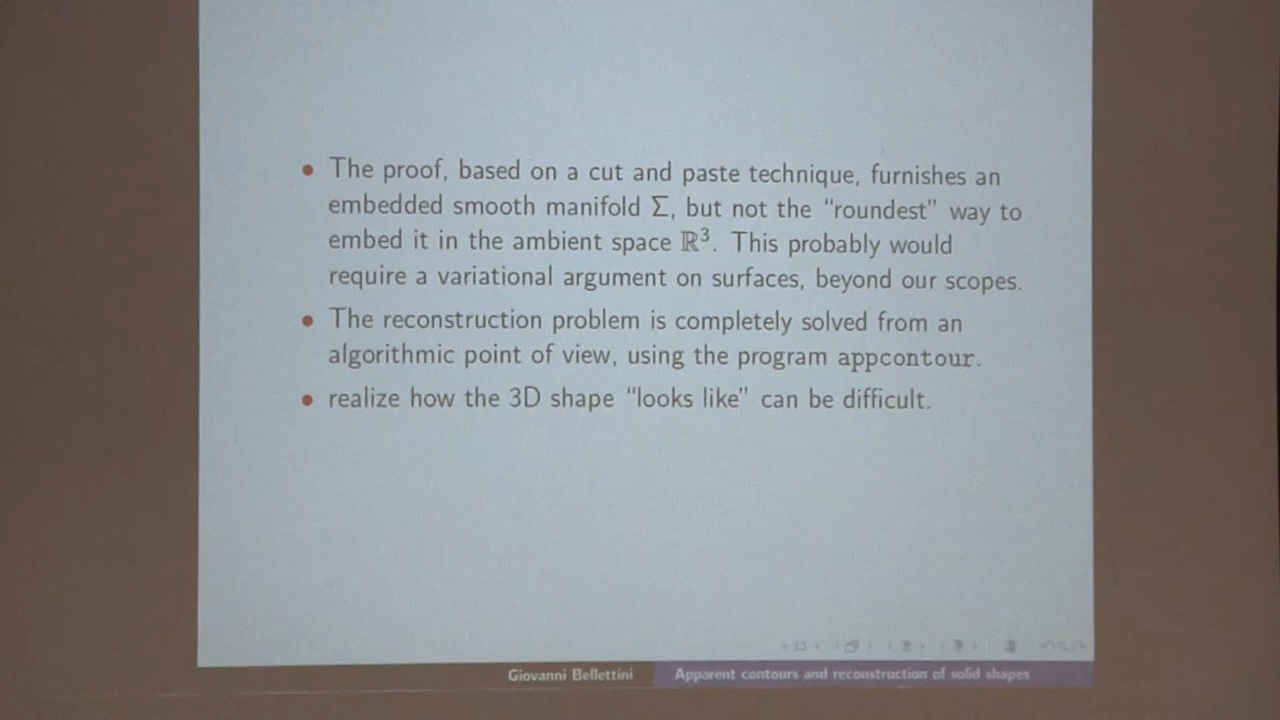 • The proof, based on a cut and paste technique, furnishes an
embedded smooth manifold Σ, but not the “roundest” way to
embed it in the ambient space ℝ³. This probably would
require a variational argument on surfaces, beyond our scopes.
• The reconstruction problem is completely solved from an
algorithmic point of view, using the program appcontour.
• realize how the 3D shape “looks like” can be difficult.
Giovanni Bellettini
Apparent contours and reconstruction of solid shapes